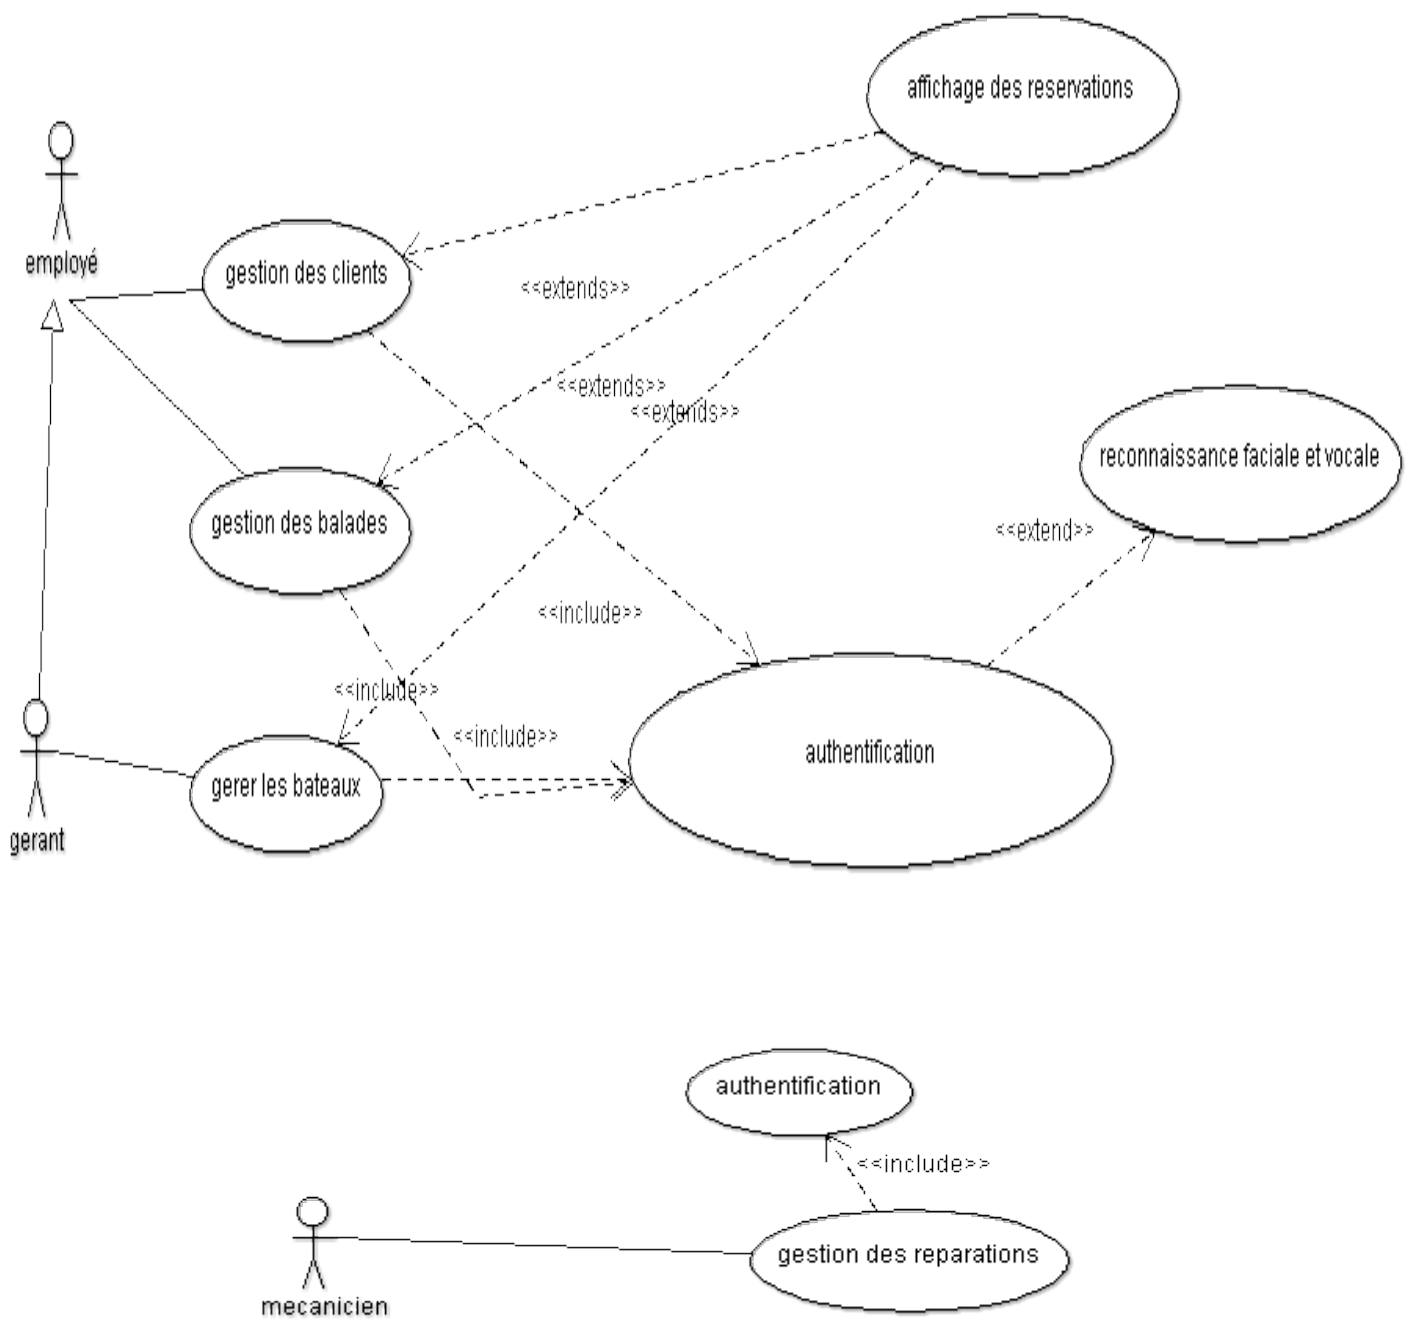 affichage des reservations
employé
gestion des clients
<<extends>>
<<extends>>
<<extends>>
reconnaissance faciale et vocale
gestion des balades
<<extend>>
<<include>>
<<include>>
<<include>>
authentification
gerer les bateaux
gerant
authentification
<<include>>
gestion des reparations
mecanicien